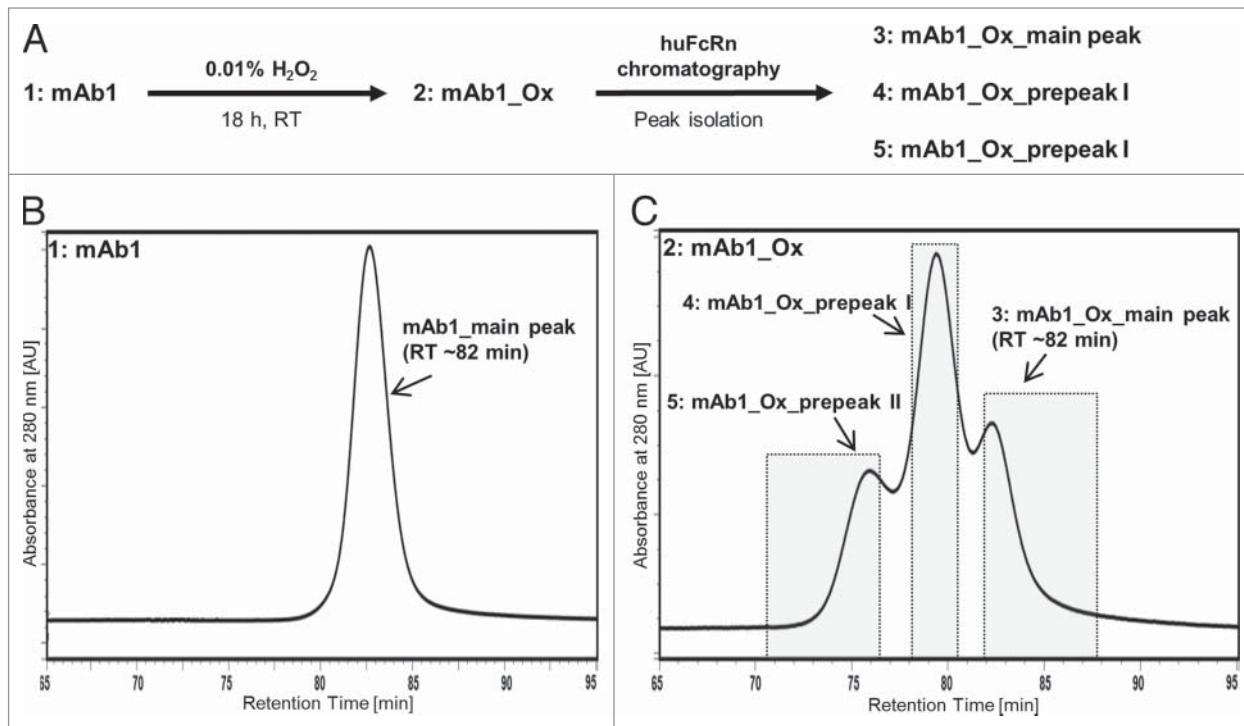 A
1: mAb1
0.01% H₂O₂
18 h, RT
2: mAb1_Ox
huFcRn
chromatography
Peak isolation
3: mAb1_Ox_main peak
4: mAb1_Ox_prepeak I
5: mAb1_Ox_prepeak I
B
1: mAb1
mAb1_main peak
(RT ~82 min)
Absorbance at 280 nm [AU]
65 70 75 80 85 90 95
Retention Time [min]
C
2: mAb1_Ox
4: mAb1_Ox_prepeak I
3: mAb1_Ox_main peak
(RT ~82 min)
5: mAb1_Ox_prepeak II
Absorbance at 280 nm [AU]
65 70 75 80 85 90 95
Retention Time [min]